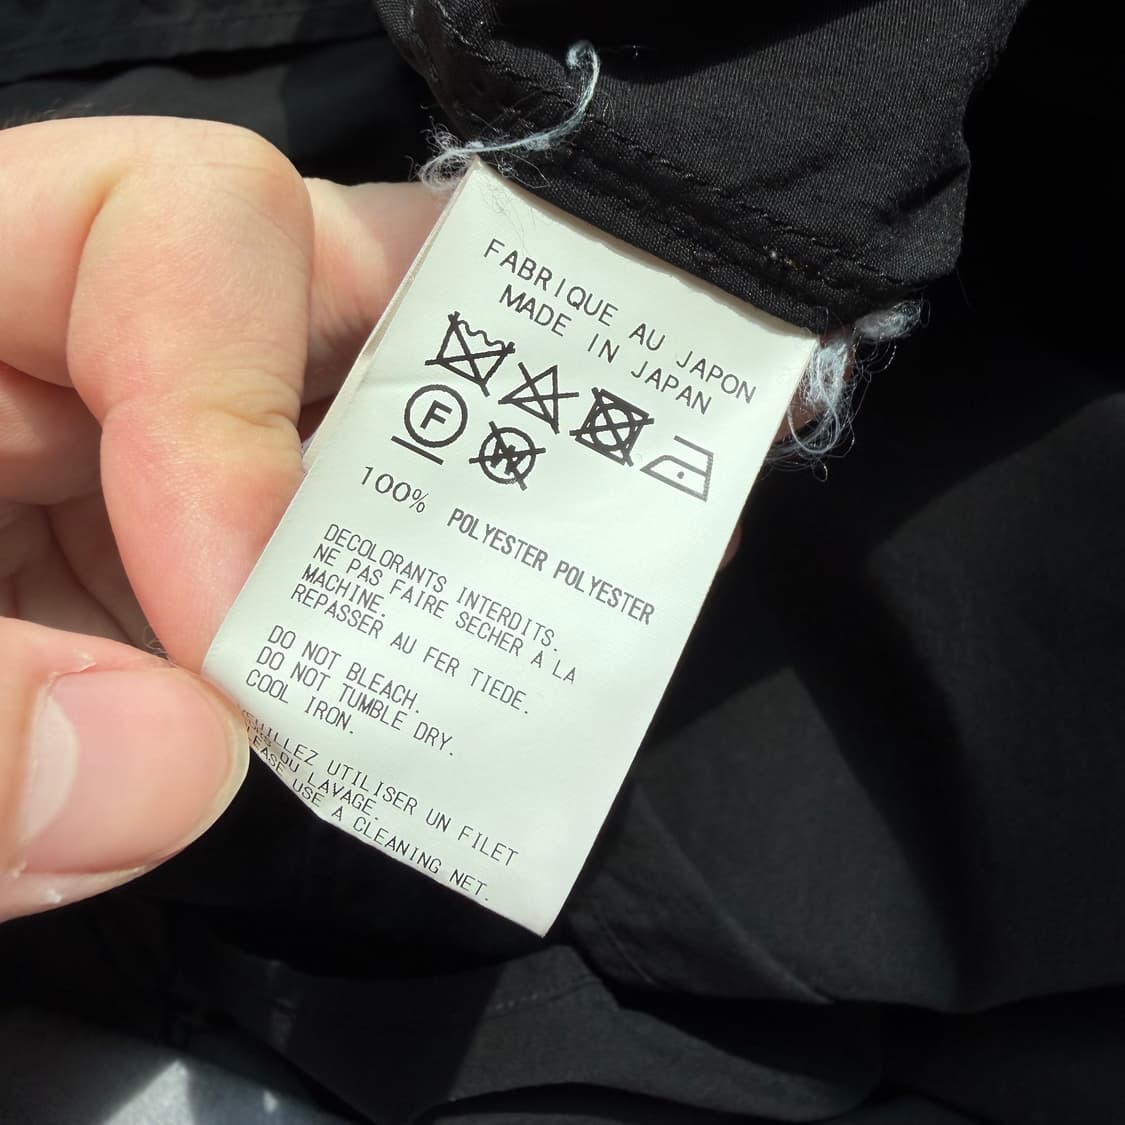 FABRIQUE AU JAPON
MADE IN JAPAN
F W
100% POLYESTER POLYESTER
DECOLORANTS INTERDITS.
NE PAS FAIRE SECHER A LA
MACHINE.
REPASSER AU FER TIEDE.
DO NOT BLEACH.
DO NOT TUMBLE DRY.
COOL IRON.
UTILISER UN FILET
DU LAVAGE.
USE A CLEANING NET.